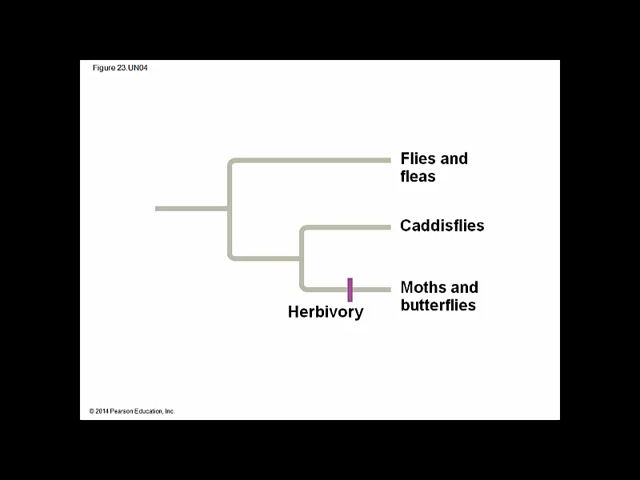 Figure 23.UN04
Flies and
fleas
Caddisflies
Moths and
butterflies
Herbivory
© 2014 Pearson Education, Inc.